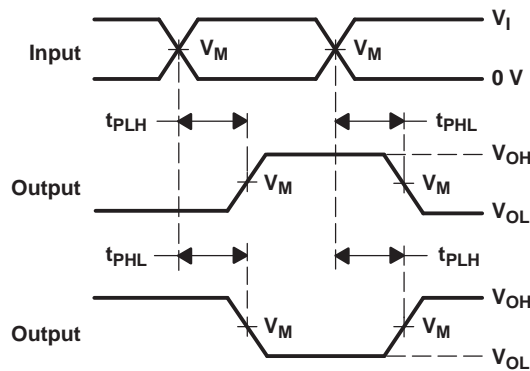 V_I
Input V_M V_M
0 V
t_PLH t_PHL
V_OH
Output V_M V_M
V_OL
t_PHL t_PLH
V_OH
Output V_M V_M
V_OL